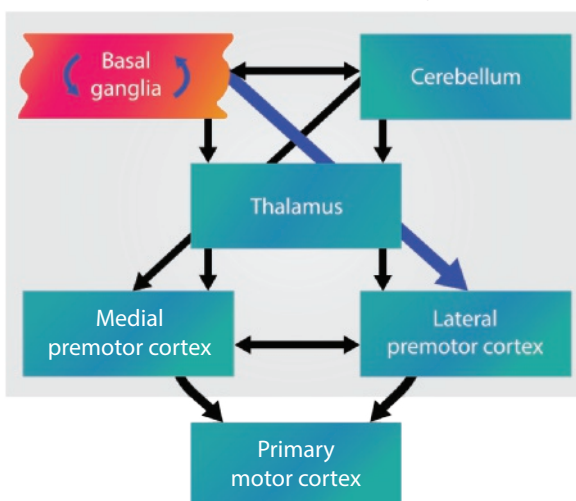 Basal
ganglia
Cerebellum
Thalamus
Medial
premotor cortex
Lateral
premotor cortex
Primary
motor cortex